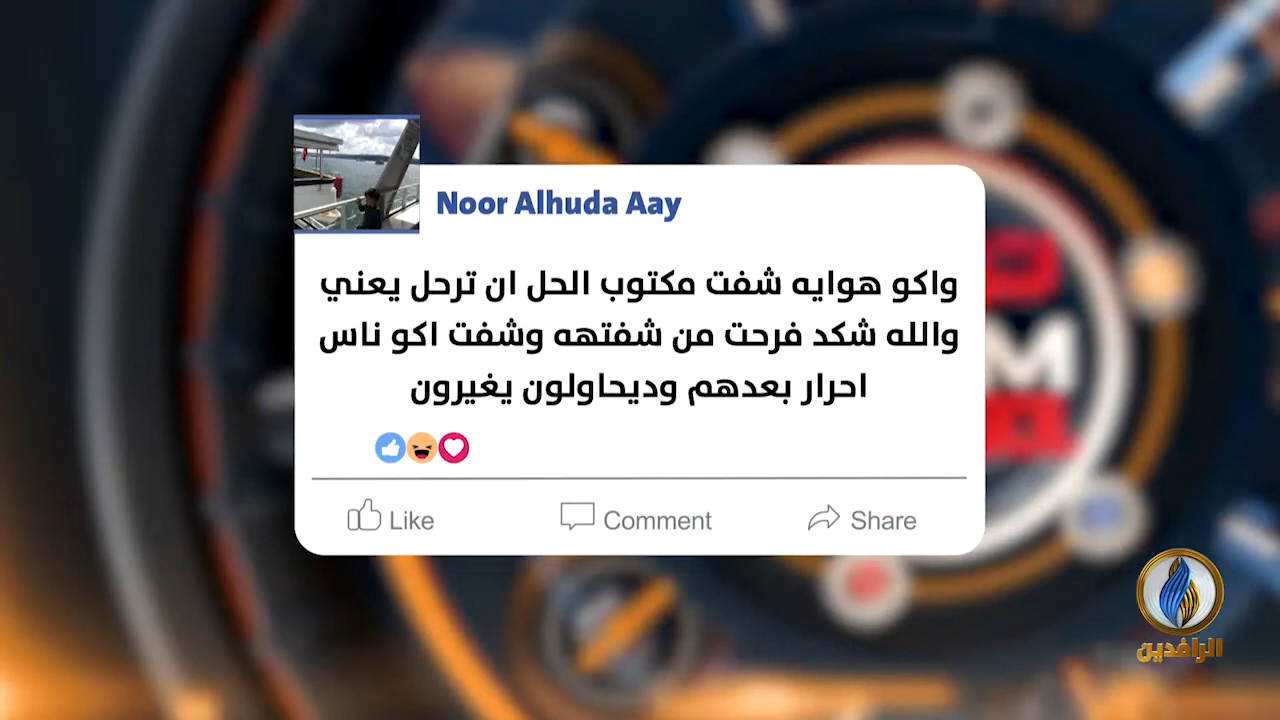 Noor Alhuda Aay
واكو هوايه شفت مكتوب الحل ان ترحل يعني
والله شكد فرحت من شفتهه وشفت اكو ناس
احرار بعدهم وديحاولون يغيرون
Like Comment Share
الرافدين